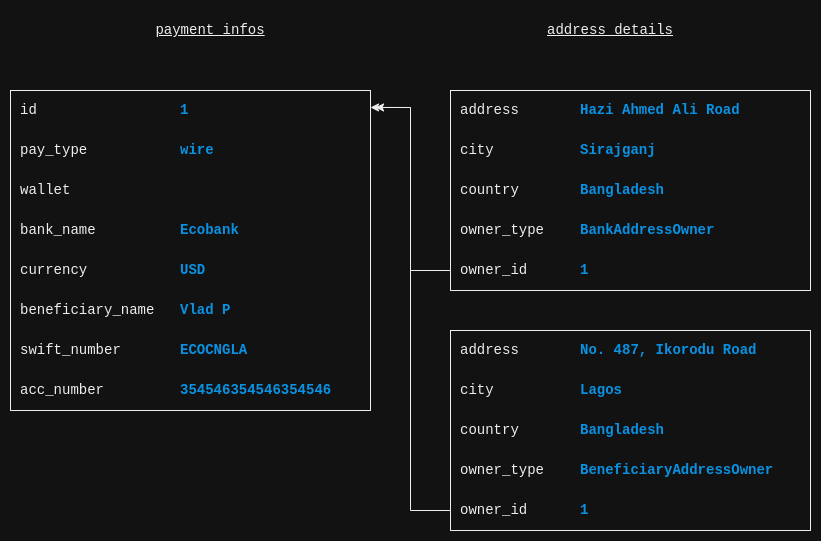 payment infos
id 1
pay_type wire
wallet
bank_name Ecobank
currency USD
beneficiary_name Vlad P
swift_number ECOCNGLA
acc_number 354546354546354546
address details
address Hazi Ahmed Ali Road
city Sirajganj
country Bangladesh
owner_type BankAddressOwner
owner_id 1
address No. 487, Ikorodu Road
city Lagos
country Bangladesh
owner_type BeneficiaryAddressOwner
owner_id 1